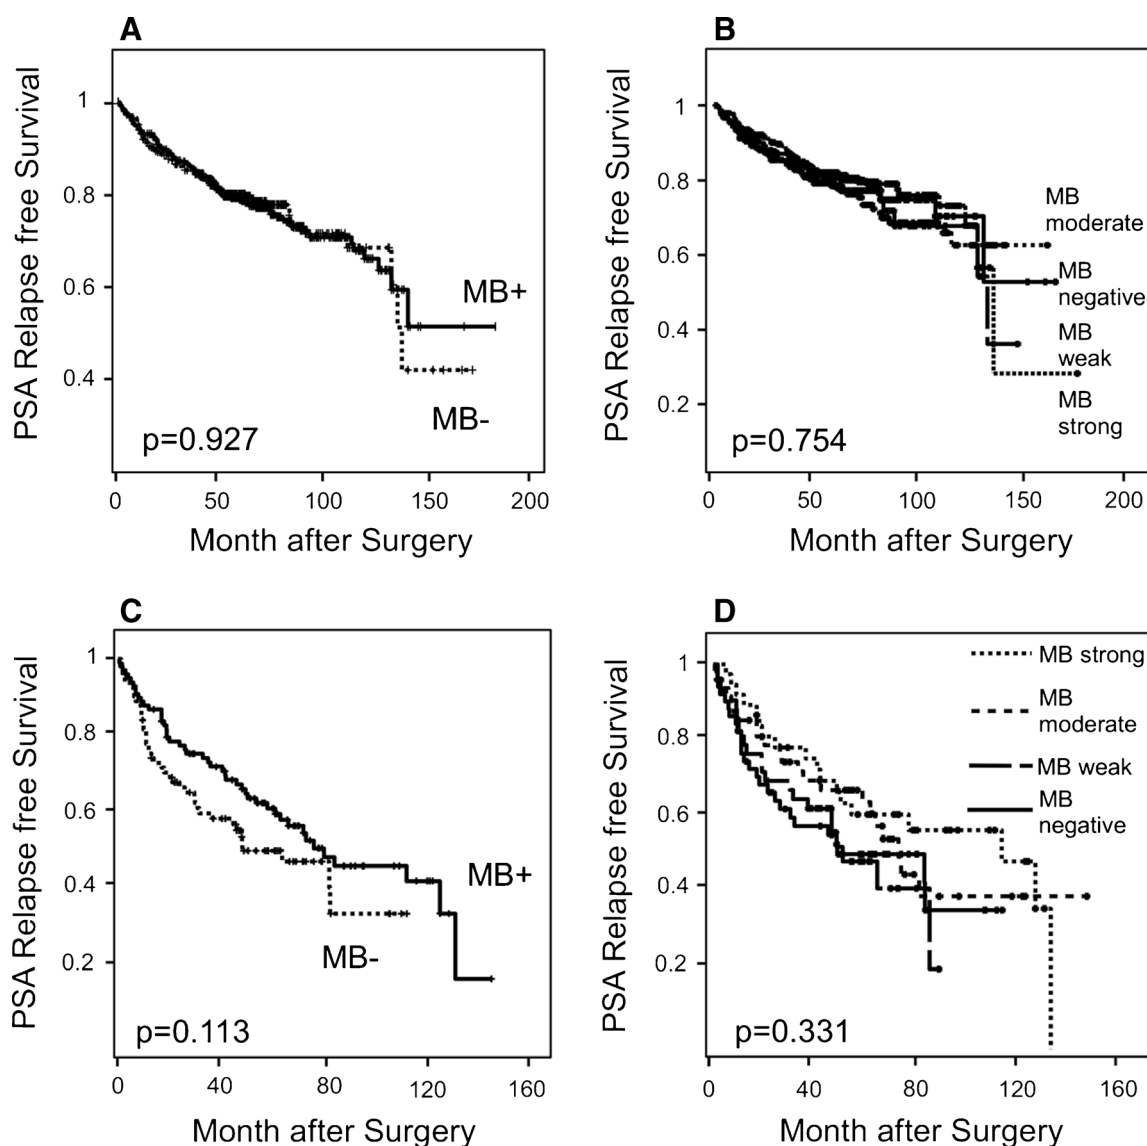 A
PSA Relapse free Survival
1
0.8
0.6
0.4
MB+
MB-
p=0.927
0
50
100
150
200
Month after Surgery
B
PSA Relapse free Survival
1
0.8
0.6
0.4
0.2
MB
moderate
MB
negative
MB
weak
MB
strong
p=0.754
0
50
100
150
200
Month after Surgery
C
PSA Relapse free Survival
1
0.8
0.6
0.4
0.2
MB+
MB-
p=0.113
0
40
80
120
160
Month after Surgery
D
PSA Relapse free Survival
1
0.8
0.6
0.4
0.2
MB strong
MB
moderate
MB weak
MB
negative
p=0.331
0
40
80
120
160
Month after Surgery